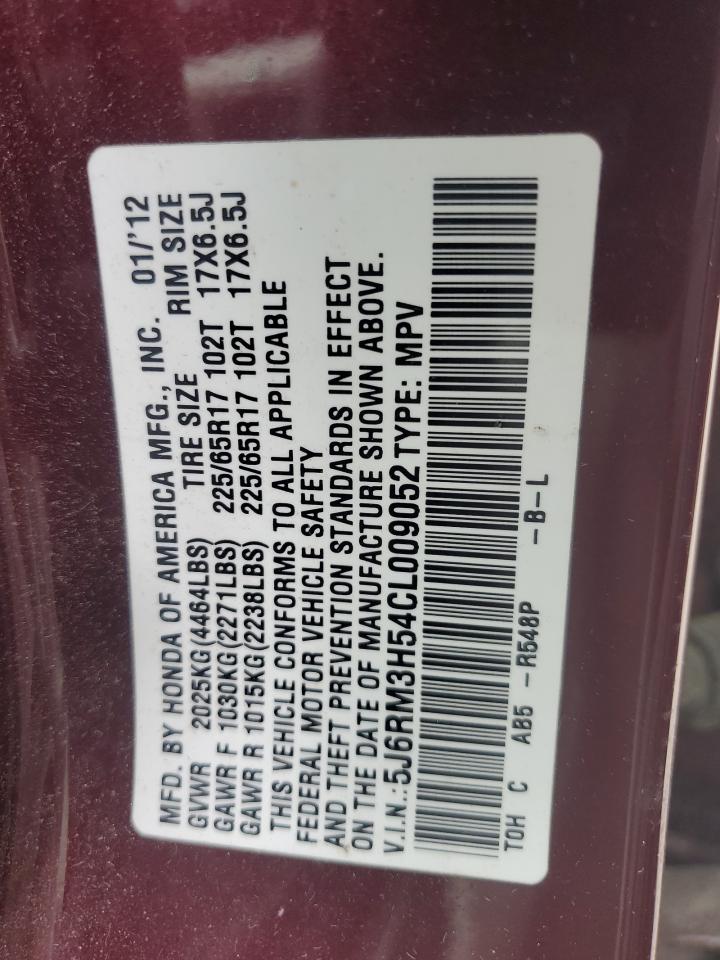 MFD. BY HONDA OF AMERICA MFG., INC. 01/'12
GVWR 2025KG(4464LBS) TIRE SIZE RIM SIZE
GAWR F 1030KG(2271LBS) 225/65R17 102T 17X6.5J
GAWR R 1015KG(2238LBS) 225/65R17 102T 17X6.5J
THIS VEHICLE CONFORMS TO ALL APPLICABLE
FEDERAL MOTOR VEHICLE SAFETY
AND THEFT PREVENTION STANDARDS IN EFFECT
ON THE DATE OF MANUFACTURE SHOWN ABOVE.
V.I.N.:5J6RM3H54CL009052 TYPE: MPV
TOH C AB5 -R548P -B-L